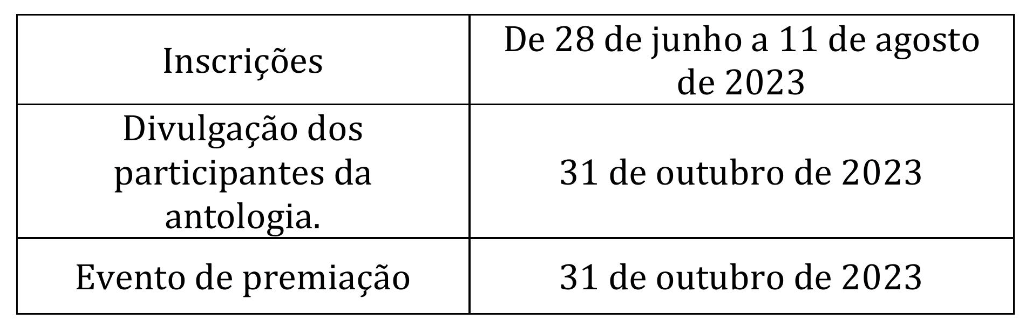 Inscrições
De 28 de junho a 11 de agosto
de 2023
Divulgação dos
participantes da
antologia.
31 de outubro de 2023
Evento de premiação
31 de outubro de 2023